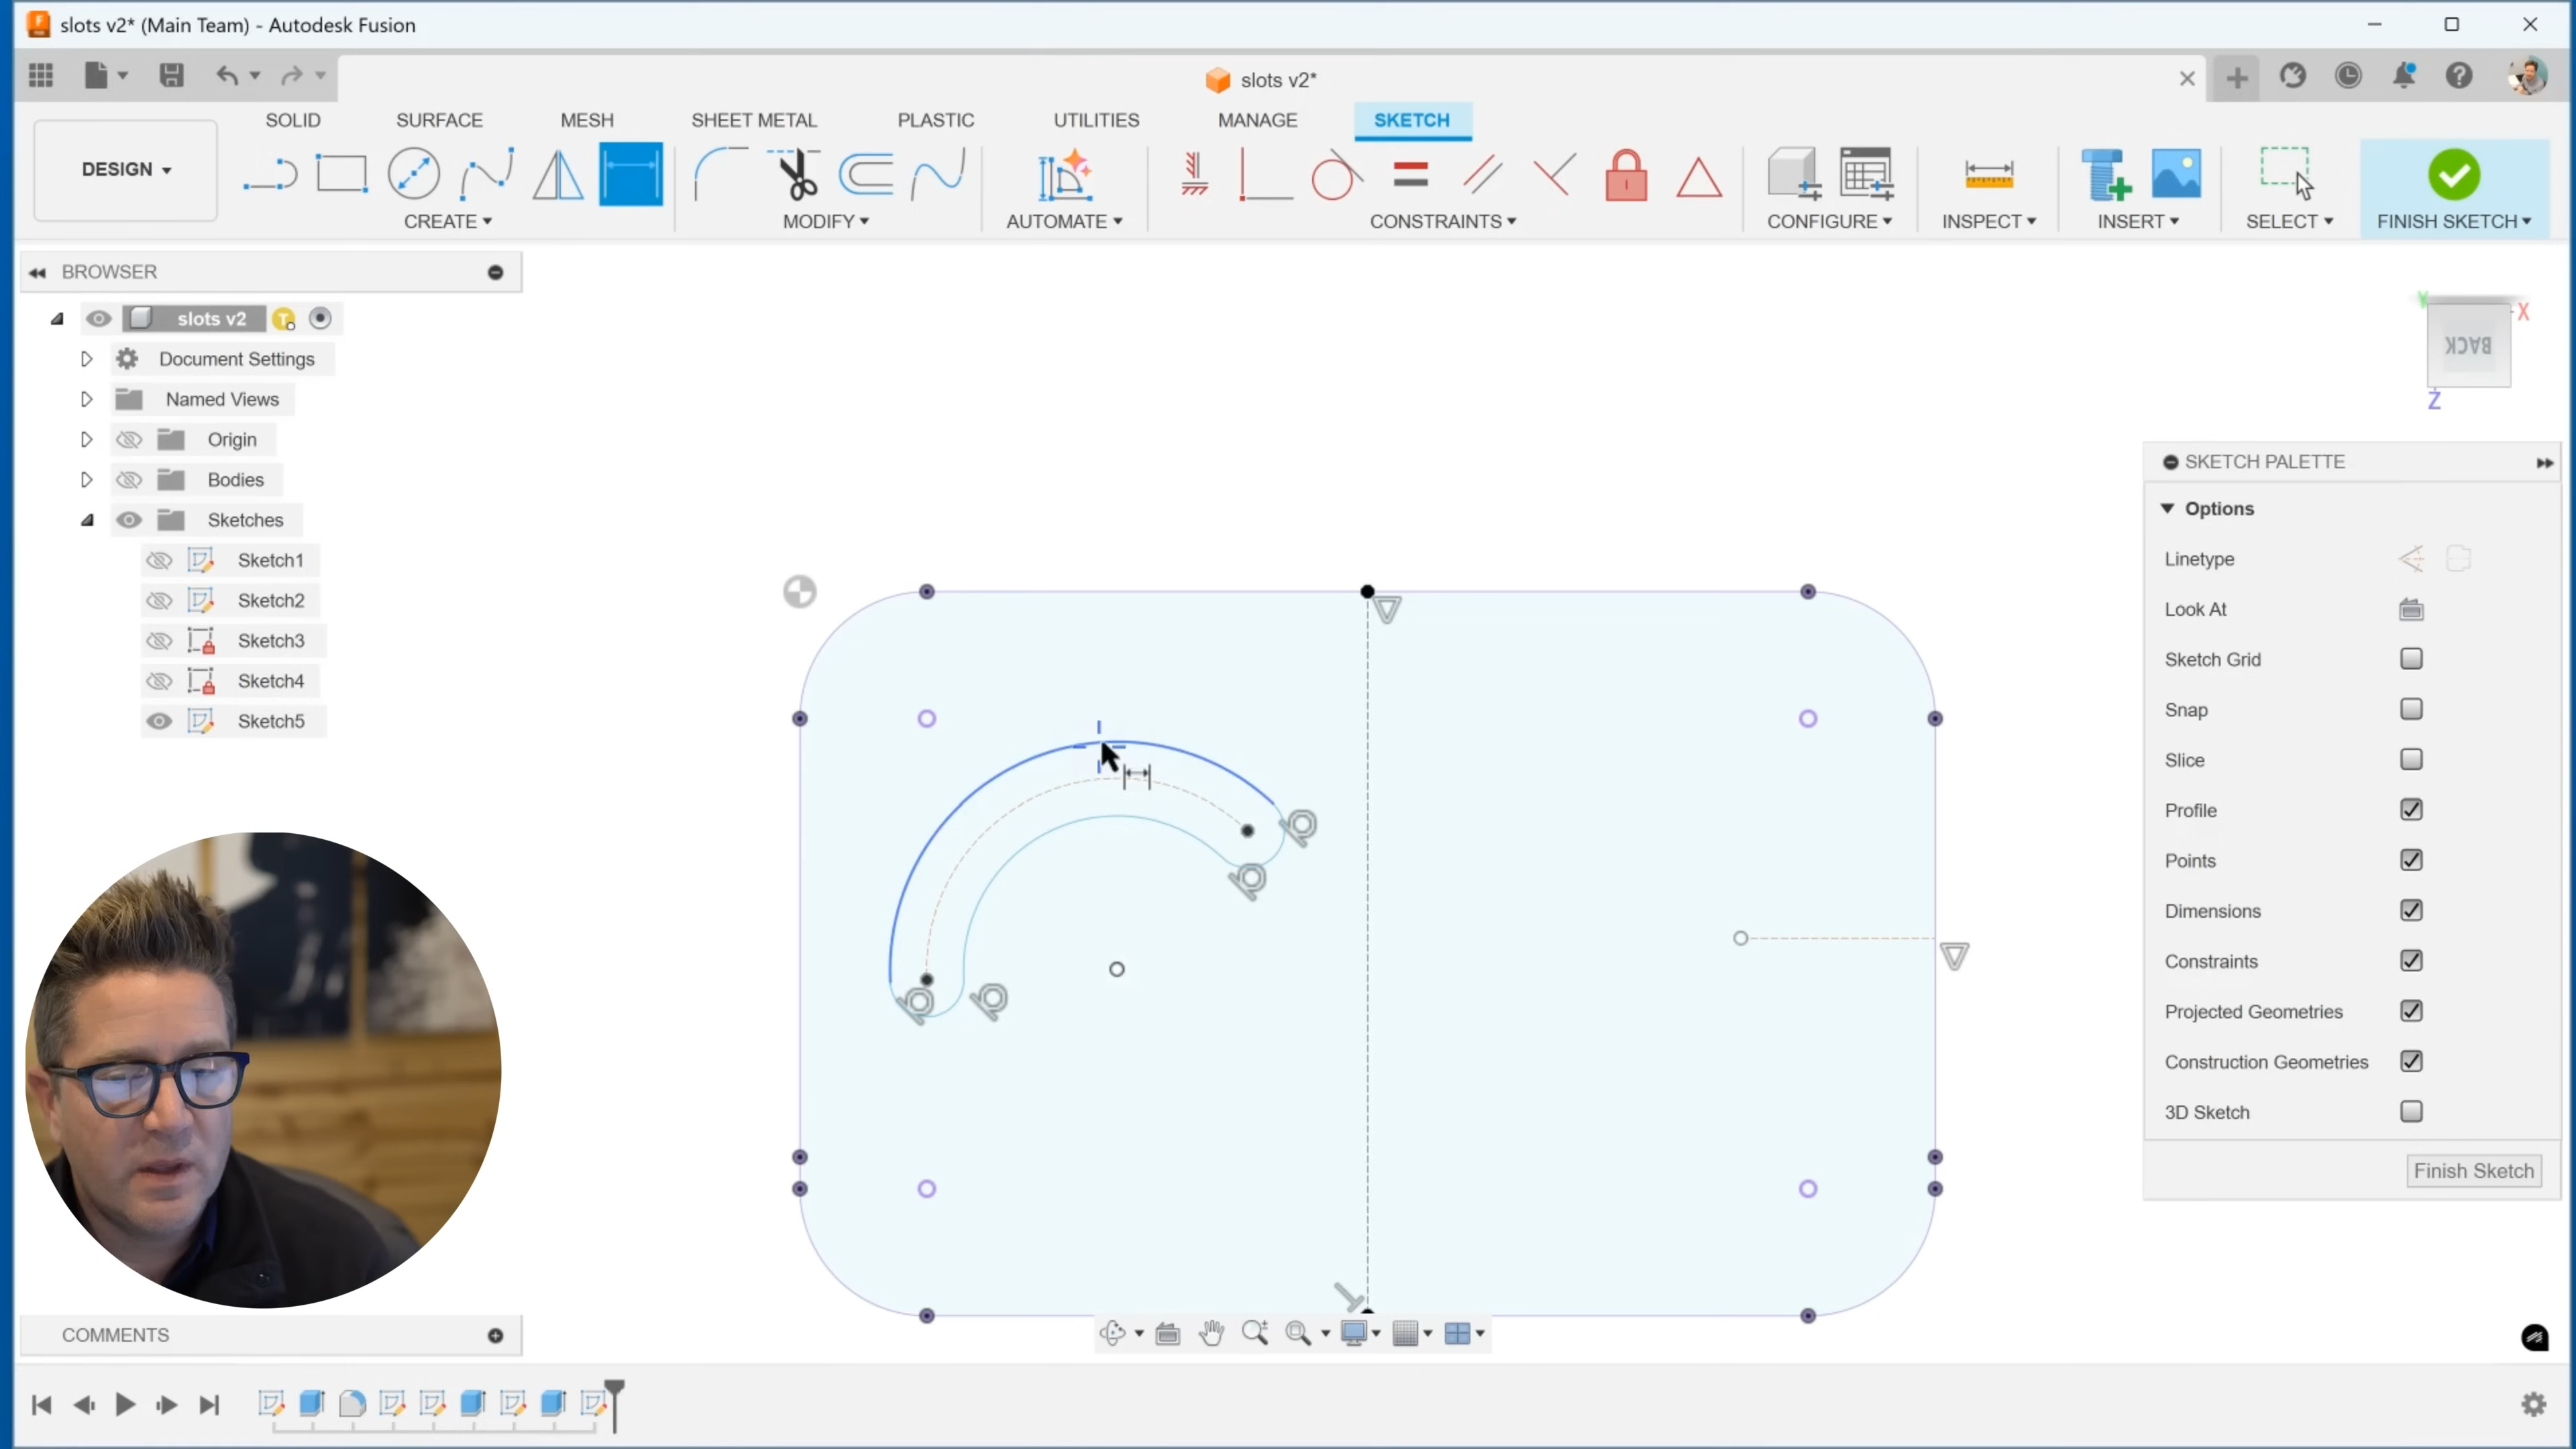 slots v2* (Main Team) - Autodesk Fusion
slots v2*
SOLID SURFACE MESH SHEET METAL PLASTIC UTILITIES MANAGE SKETCH
DESIGN
CREATE MODIFY AUTOMATE CONSTRAINTS CONFIGURE INSPECT INSERT SELECT FINISH SKETCH
BROWSER
slots v2
Document Settings
Named Views
Origin
Bodies
Sketches
Sketch1
Sketch2
Sketch3
Sketch4
Sketch5
Y
X
BACK
Z
SKETCH PALETTE
Options
Linetype
Look At
Sketch Grid
Snap
Slice
Profile
Points
Dimensions
Constraints
Projected Geometries
Construction Geometries
3D Sketch
Finish Sketch
COMMENTS